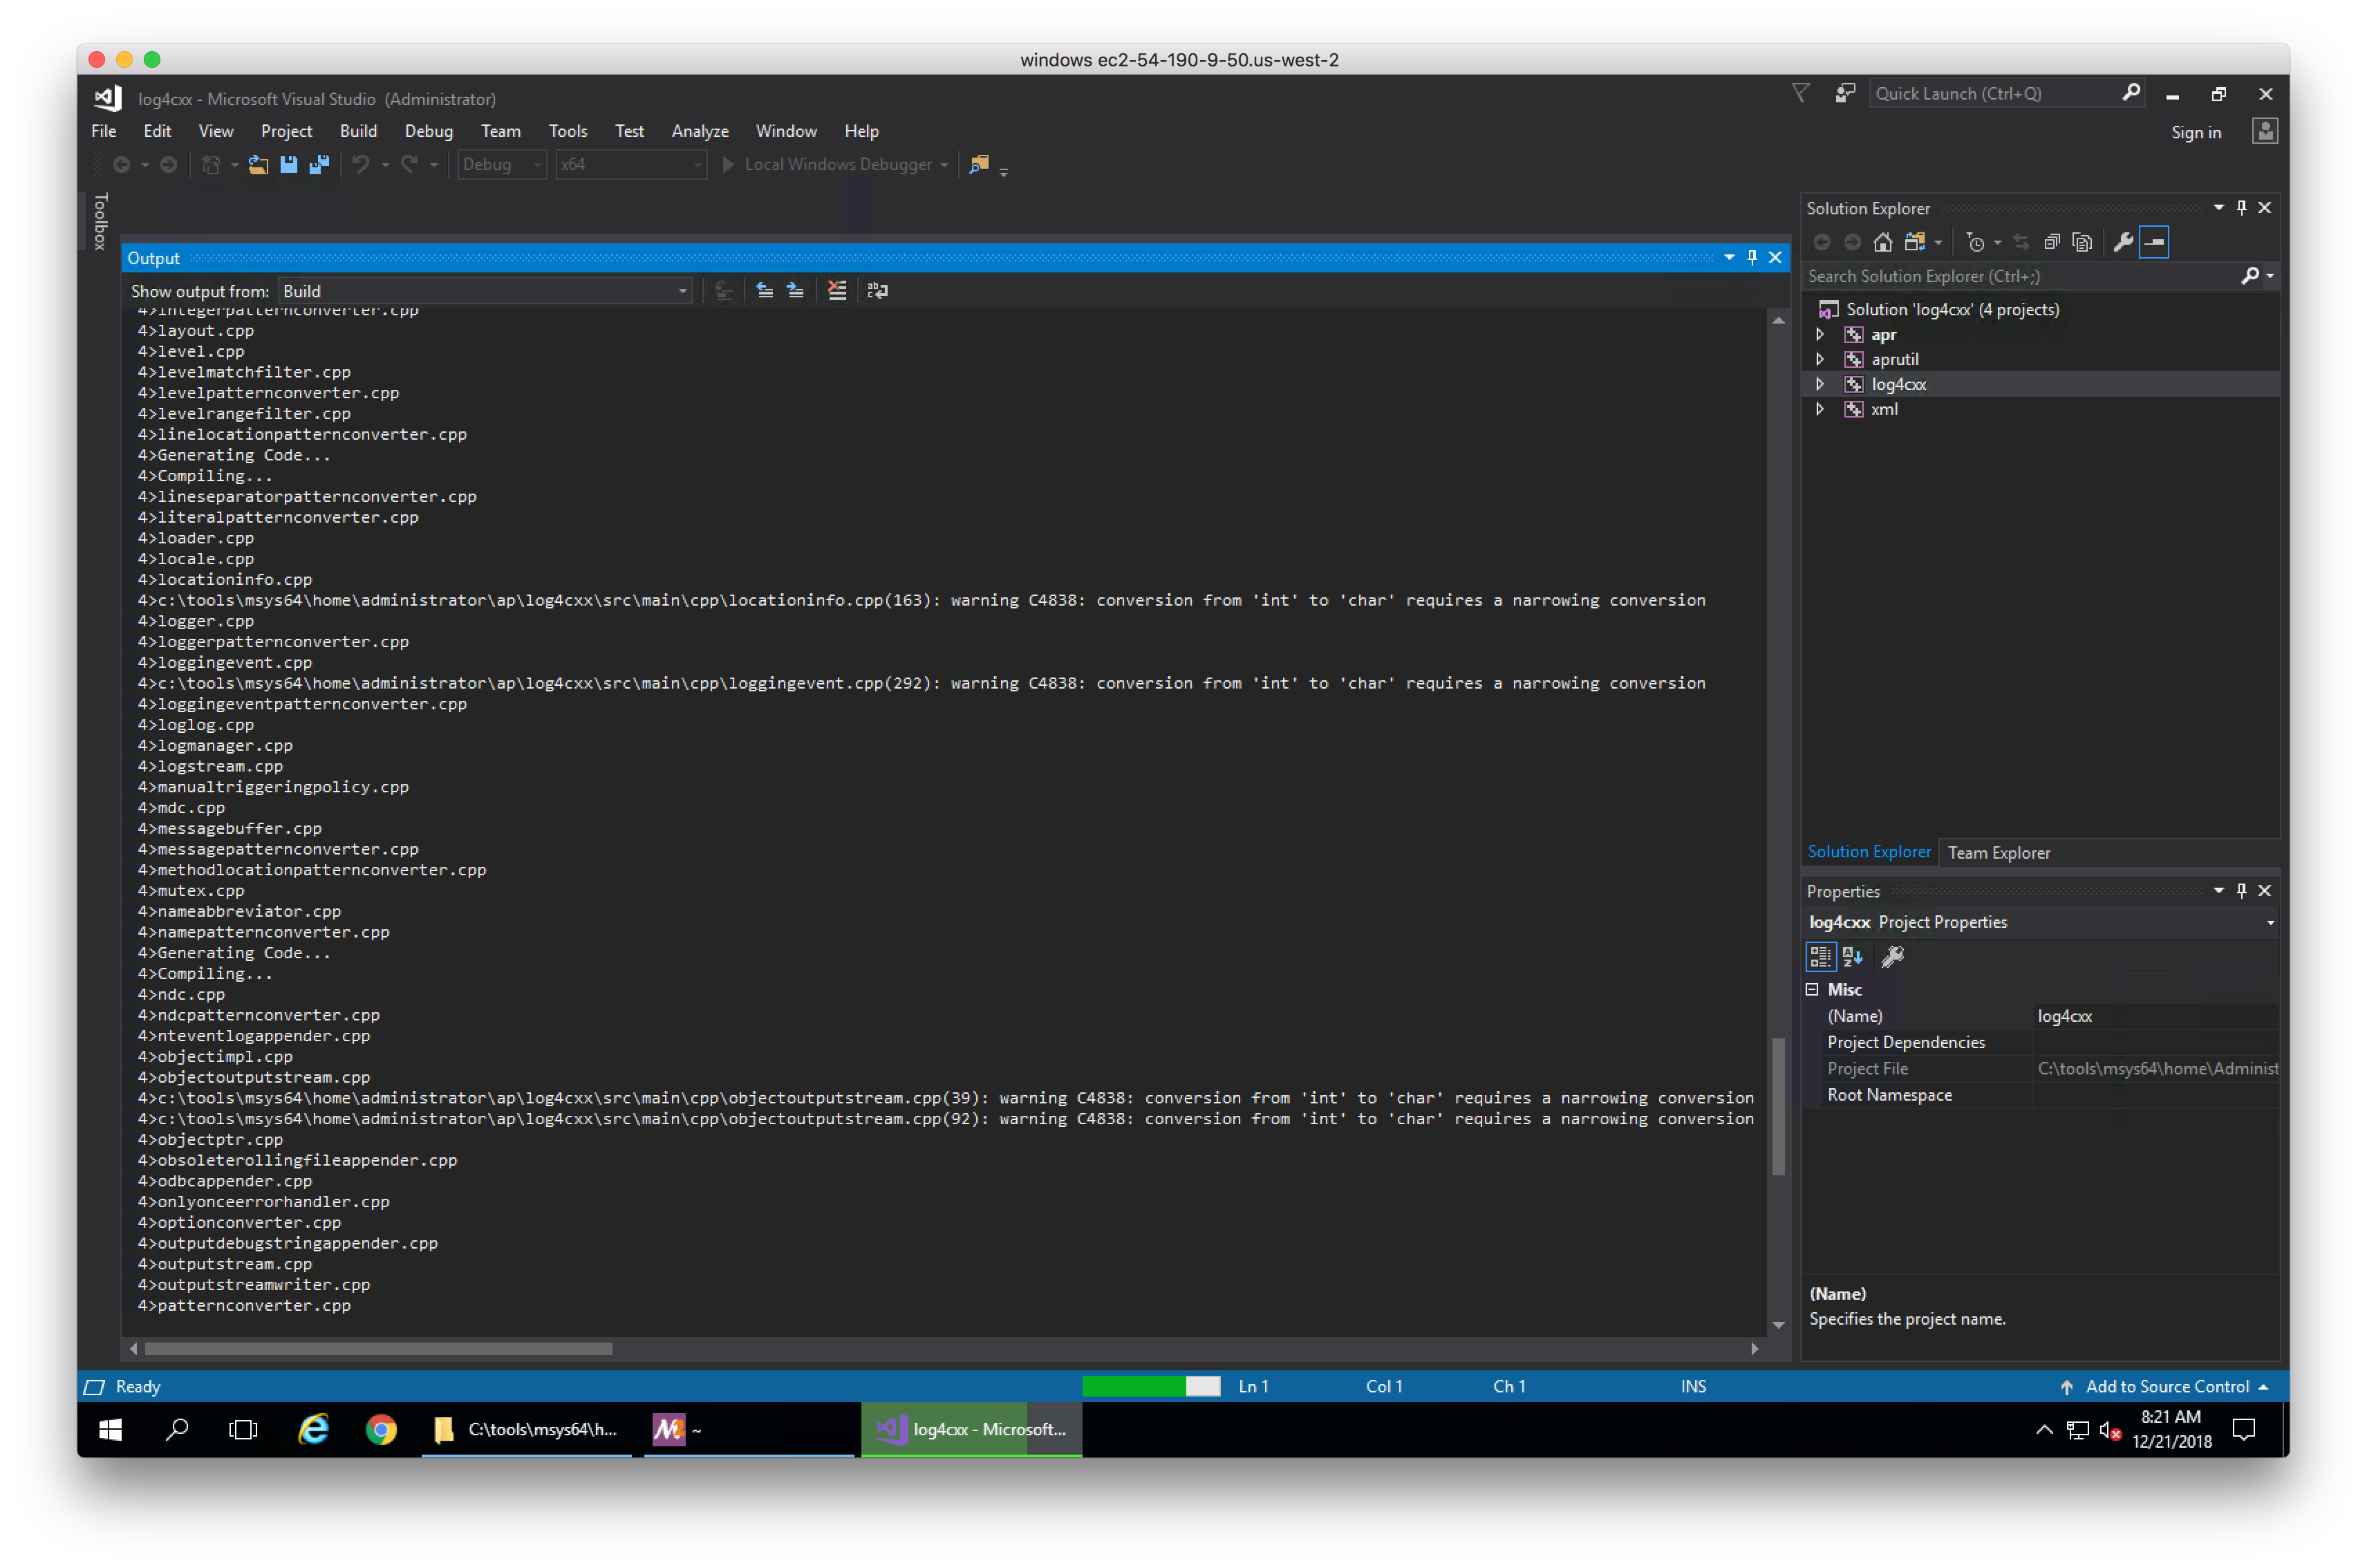 windows ec2-54-190-9-50.us-west-2
log4cxx - Microsoft Visual Studio (Administrator)
Quick Launch (Ctrl+Q)
File Edit View Project Build Debug Team Tools Test Analyze Window Help
Sign in
Debug x64 Local Windows Debugger
Toolbox
Output
Show output from: Build
4>integerpatternconverter.cpp
4>layout.cpp
4>level.cpp
4>levelmatchfilter.cpp
4>levelpatternconverter.cpp
4>levelrangefilter.cpp
4>linelocationpatternconverter.cpp
4>Generating Code...
4>Compiling...
4>lineseparatorpatternconverter.cpp
4>literalpatternconverter.cpp
4>loader.cpp
4>locale.cpp
4>locationinfo.cpp
4>c:\tools\msys64\home\administrator\ap\log4cxx\src\main\cpp\locationinfo.cpp(163): warning C4838: conversion from 'int' to 'char' requires a narrowing conversion
4>logger.cpp
4>loggerpatternconverter.cpp
4>loggingevent.cpp
4>c:\tools\msys64\home\administrator\ap\log4cxx\src\main\cpp\loggingevent.cpp(292): warning C4838: conversion from 'int' to 'char' requires a narrowing conversion
4>loggingeventpatternconverter.cpp
4>loglog.cpp
4>logmanager.cpp
4>logstream.cpp
4>manualtriggeringpolicy.cpp
4>mdc.cpp
4>messagebuffer.cpp
4>messagepatternconverter.cpp
4>methodlocationpatternconverter.cpp
4>mutex.cpp
4>nameabbreviator.cpp
4>namepatternconverter.cpp
4>Generating Code...
4>Compiling...
4>ndc.cpp
4>ndcpatternconverter.cpp
4>nteventlogappender.cpp
4>objectimpl.cpp
4>objectoutputstream.cpp
4>c:\tools\msys64\home\administrator\ap\log4cxx\src\main\cpp\objectoutputstream.cpp(39): warning C4838: conversion from 'int' to 'char' requires a narrowing conversion
4>c:\tools\msys64\home\administrator\ap\log4cxx\src\main\cpp\objectoutputstream.cpp(92): warning C4838: conversion from 'int' to 'char' requires a narrowing conversion
4>objectptr.cpp
4>obsoleterollingfileappender.cpp
4>odbcappender.cpp
4>onlyonceerrorhandler.cpp
4>optionconverter.cpp
4>outputdebugstringappender.cpp
4>outputstream.cpp
4>outputstreamwriter.cpp
4>patternconverter.cpp
Solution Explorer
Search Solution Explorer (Ctrl+;)
Solution 'log4cxx' (4 projects)
apr
aprutil
log4cxx
xml
Solution Explorer Team Explorer
Properties
log4cxx Project Properties
Misc
(Name) log4cxx
Project Dependencies
Project File C:\tools\msys64\home\Administ
Root Namespace
(Name)
Specifies the project name.
Ready Ln 1 Col 1 Ch 1 INS Add to Source Control
C:\tools\msys64\h... ~ log4cxx - Microsoft...
8:21 AM
12/21/2018